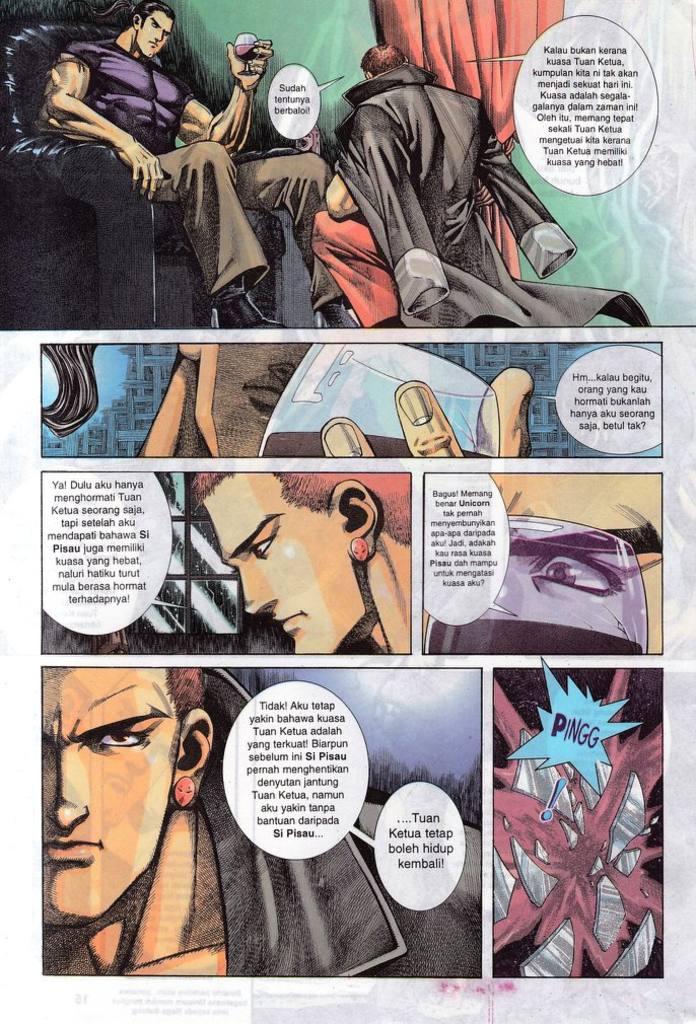 Sudah
tentunya
berbaloi!
Kalau bukan kerana
kuasa Tuan Ketua,
kumpulan kita ni tak akan
menjadi sekuat hari ini.
Kuasa adalah segala-
galanya dalam zaman ini!
Oleh itu, memang tepat
sekali Tuan Ketua
mengetuai kita kerana
Tuan Ketua memiliki
kuasa yang hebat!
Hm...kalau begitu,
orang yang kau
hormati bukanlah
hanya aku seorang
saja, betul tak?
Ya! Dulu aku hanya
menghormati Tuan
Ketua seorang saja,
tapi setelah aku
mendapati bahawa Si
Pisau juga memiliki
kuasa yang hebat,
naluri hatiku turut
mula berasa hormat
terhadapnya!
Bagus! Memang
benar Unicorn
tak pernah
menyembunyikan
apa-apa daripada
aku! Jadi, adakah
kau rasa kuasa
Pisau dah mampu
untuk mengatasi
kuasa aku?
Tidak! Aku tetap
yakin bahawa kuasa
Tuan Ketua adalah
yang terkuat! Biarpun
sebelum ini Si Pisau
pernah menghentikan
denyutan jantung
Tuan Ketua, namun
aku yakin tanpa
bantuan daripada
Si Pisau...
....Tuan
Ketua tetap
boleh hidup
kembali!
PINGG
!